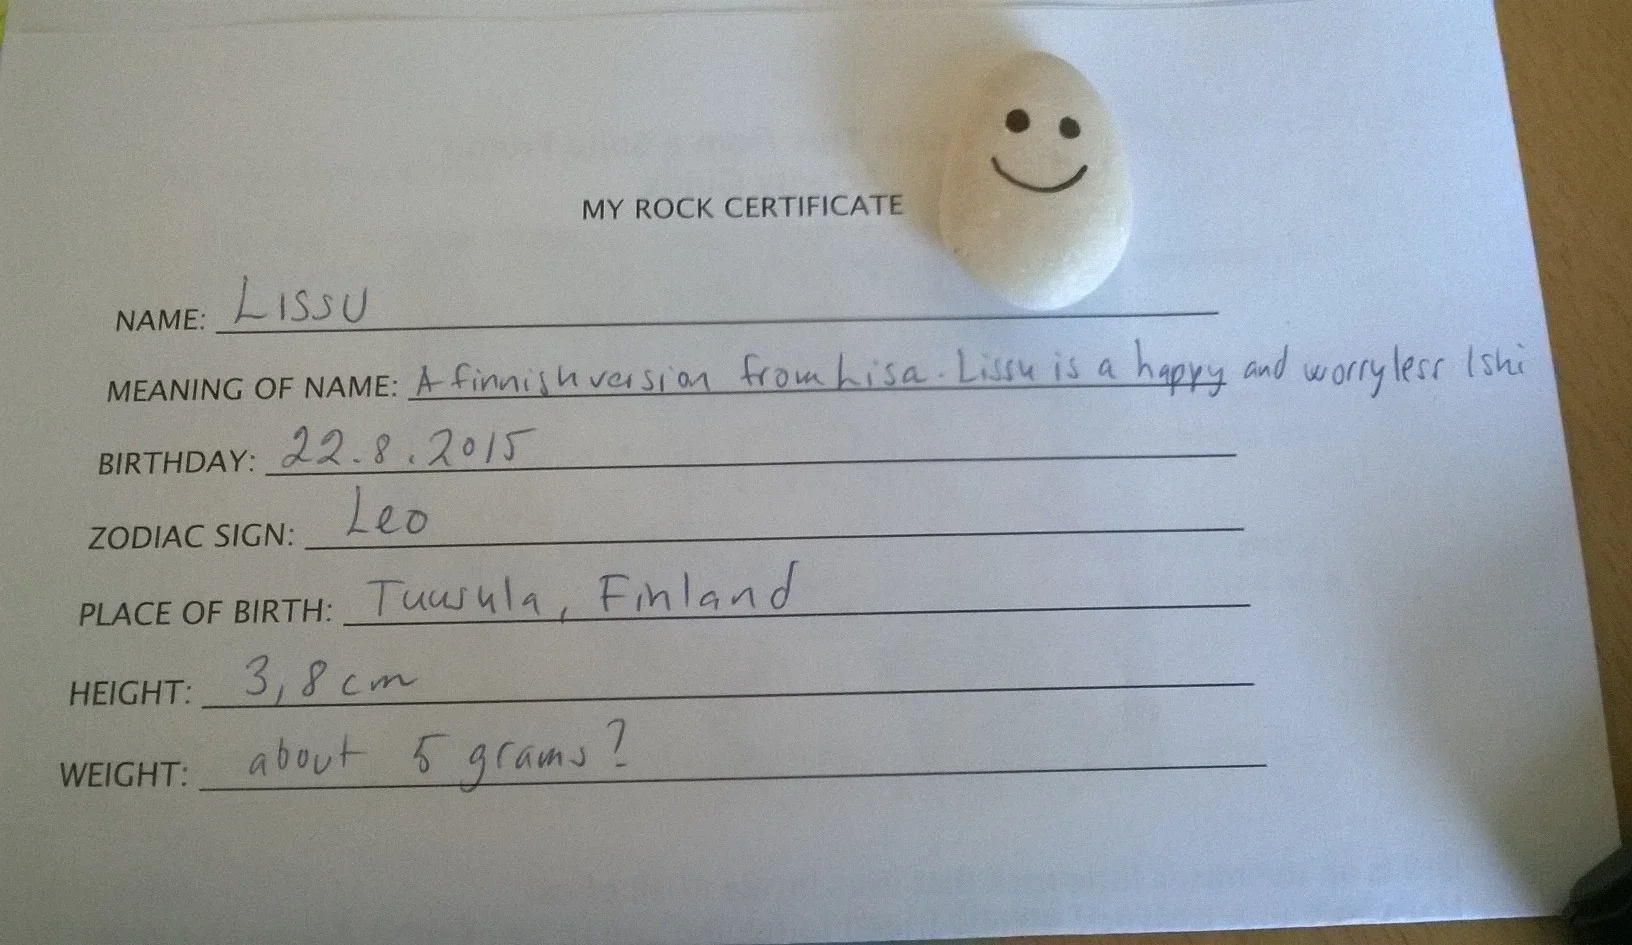 MY ROCK CERTIFICATE
NAME: LISSU
MEANING OF NAME: A finnish version from Lisa. Lissu is a happy and worryless Ishi
BIRTHDAY: 22.8.2015
ZODIAC SIGN: Leo
PLACE OF BIRTH: Tuusula, Finland
HEIGHT: 3,8 cm
WEIGHT: about 5 grams?